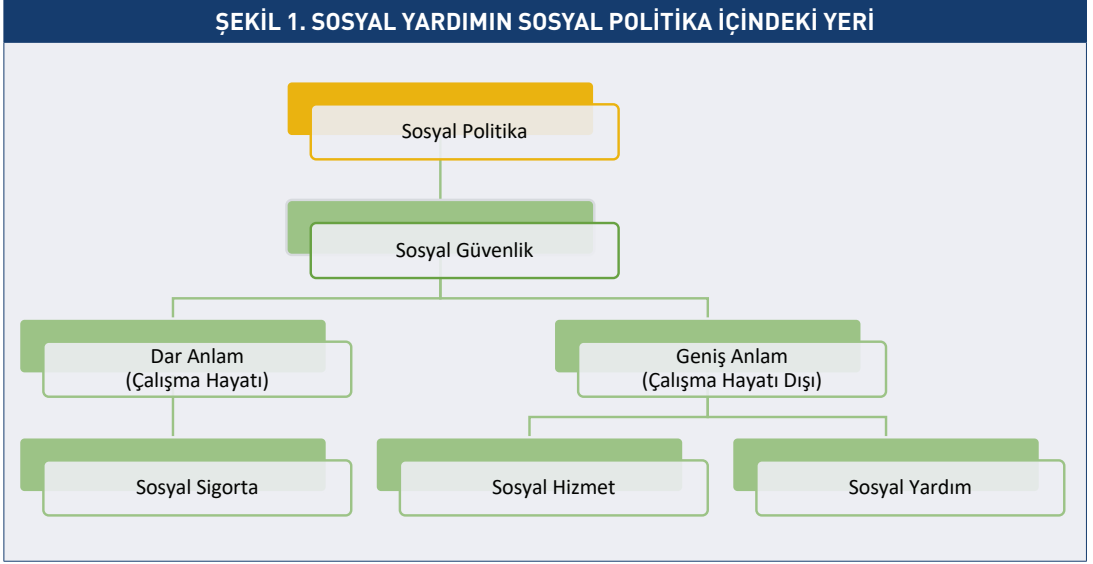 ŞEKİL 1. SOSYAL YARDIMIN SOSYAL POLİTİKA İÇİNDEKİ YERİ
Sosyal Politika
Sosyal Güvenlik
Dar Anlam
(Çalışma Hayatı)
Geniş Anlam
(Çalışma Hayatı Dışı)
Sosyal Sigorta
Sosyal Hizmet
Sosyal Yardım